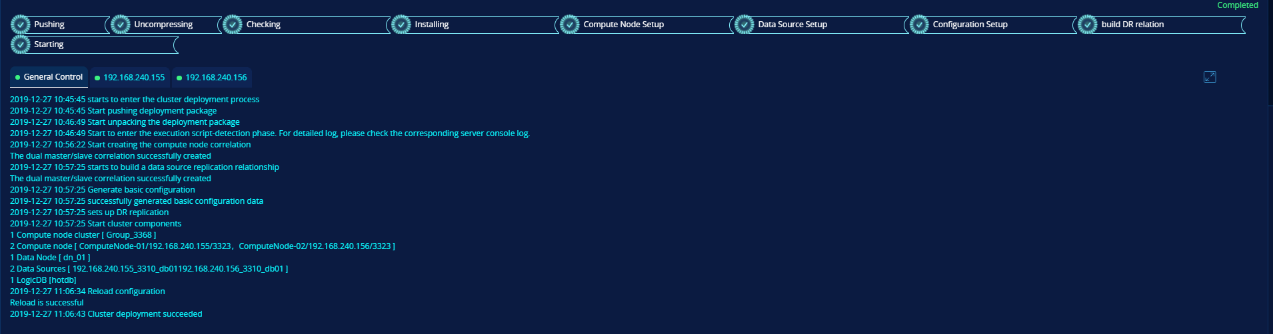 Completed
Pushing
Uncompressing
Checking
Installing
Compute Node Setup
Data Source Setup
Configuration Setup
build DR relation
Starting
General Control
192.168.240.155
192.168.240.156
2019-12-27 10:45:45 starts to enter the cluster deployment process
2019-12-27 10:45:45 Start pushing deployment package
2019-12-27 10:46:49 Start unpacking the deployment package
2019-12-27 10:46:49 Start to enter the execution script-detection phase. For detailed log, please check the corresponding server console log.
2019-12-27 10:56:22 Start creating the compute node correlation
The dual master/slave correlation successfully created
2019-12-27 10:57:25 starts to build a data source replication relationship
The dual master/slave correlation successfully created
2019-12-27 10:57:25 Generate basic configuration
2019-12-27 10:57:25 successfully generated basic configuration data
2019-12-27 10:57:25 sets up DR replication
2019-12-27 10:57:25 Start cluster components
1 Compute node cluster [ Group_3368 ]
2 Compute node [ ComputeNode-01/192.168.240.155/3323、ComputeNode-02/192.168.240.156/3323 ]
1 Data Node [ dn_01 ]
2 Data Sources [ 192.168.240.155_3310_db01192.168.240.156_3310_db01 ]
1 LogicDB [hotdb]
2019-12-27 11:06:34 Reload configuration
Reload is successful
2019-12-27 11:06:43 Cluster deployment succeeded